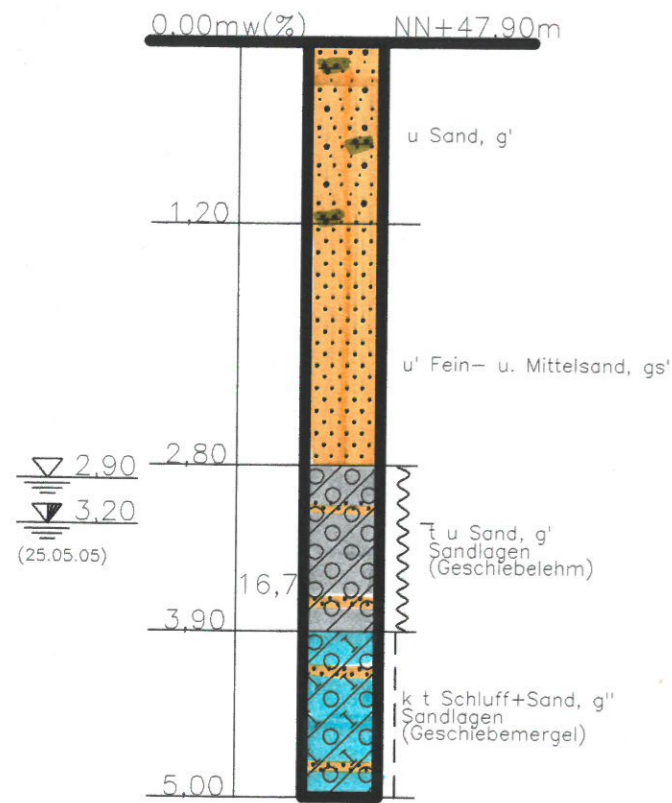 0.00mw(%) NN+47.90m
u Sand, g'
1,20
u' Fein- u. Mittelsand, gs'
2,80
2,90
3,20
(25.05.05)
t̄ u Sand, g'
Sandlagen
(Geschiebelehm)
16,7
3,90
k t Schluff+Sand, g"
Sandlagen
(Geschiebemergel)
5,00